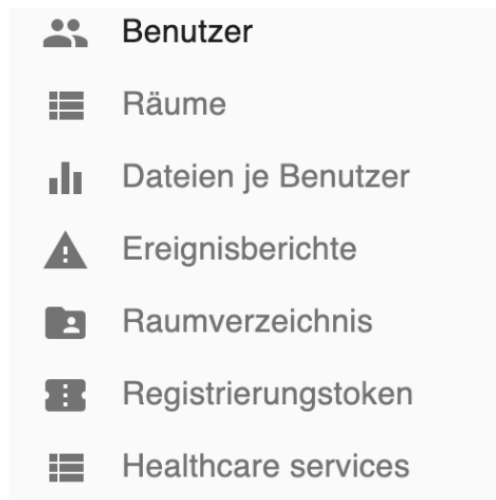 Benutzer
Räume
Dateien je Benutzer
Ereignisberichte
Raumverzeichnis
Registrierungstoken
Healthcare services